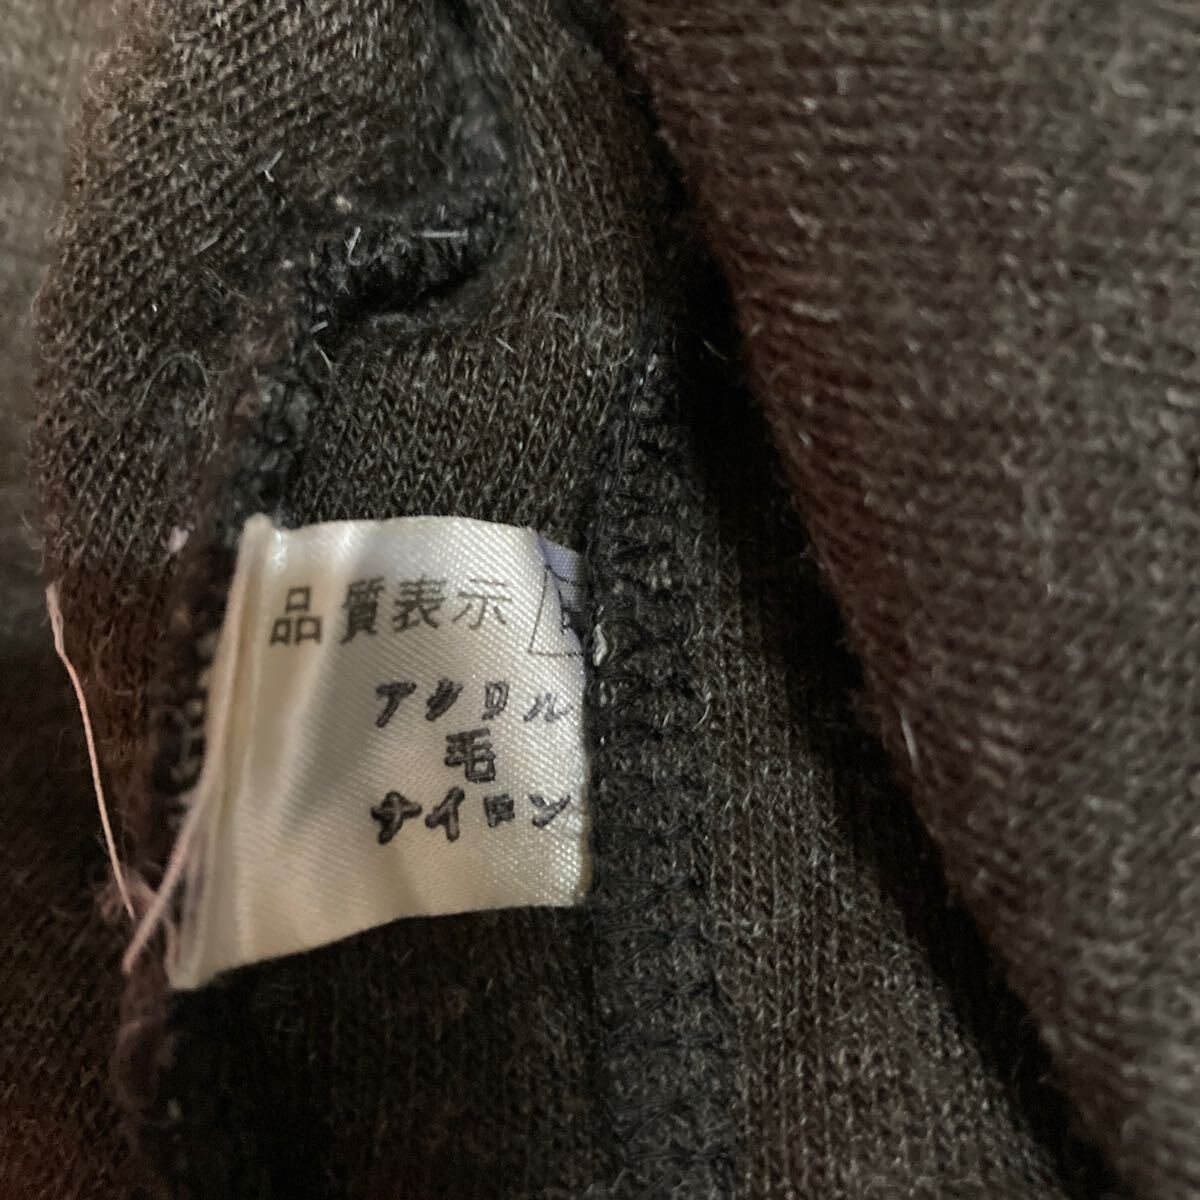 品質表示
アクリル
毛
ナイロン